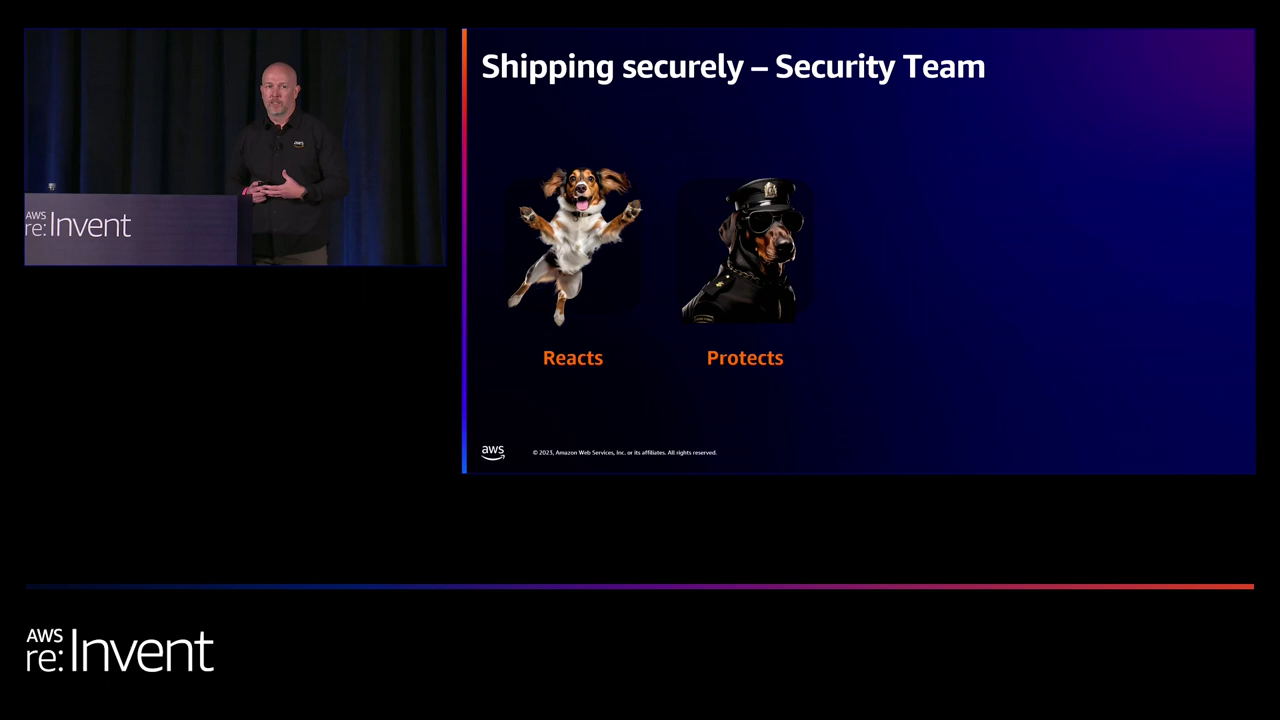 Shipping securely – Security Team
AWS
re:Invent
Reacts
Protects
aws
© 2023, Amazon Web Services, Inc. or its affiliates. All rights reserved.
AWS
re:Invent